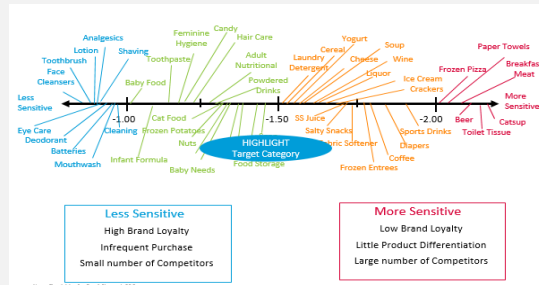 Candy
Feminine
Hygiene
Hair Care
Analgesics
Lotion
Shaving
Toothbrush
Face
Cleansers
Toothpaste
Adult
Nutritional
Baby Food
Powdered
Drinks
Yogurt
Cereal
Soup
Laundry
Detergent
Cheese
Wine
Liquor
Ice Cream
Crackers
Paper Towels
Frozen Pizza
Breakfast
Meat
Less
Sensitive
-1.00
-1.50
-2.00
More
Sensitive
Eye Care
Deodorant
Batteries
Mouthwash
Cleaning
Cat Food
Frozen Potatoes
Nuts
Infant Formula
Baby Needs
Food Storage
HIGHLIGHT
Target Category
SS Juice
Salty Snacks
Softener
Frozen Entrees
Coffee
Diapers
Sports Drinks
Beer
Toilet Tissue
Catsup
Less Sensitive
High Brand Loyalty
Infrequent Purchase
Small number of Competitors
More Sensitive
Low Brand Loyalty
Little Product Differentiation
Large number of Competitors